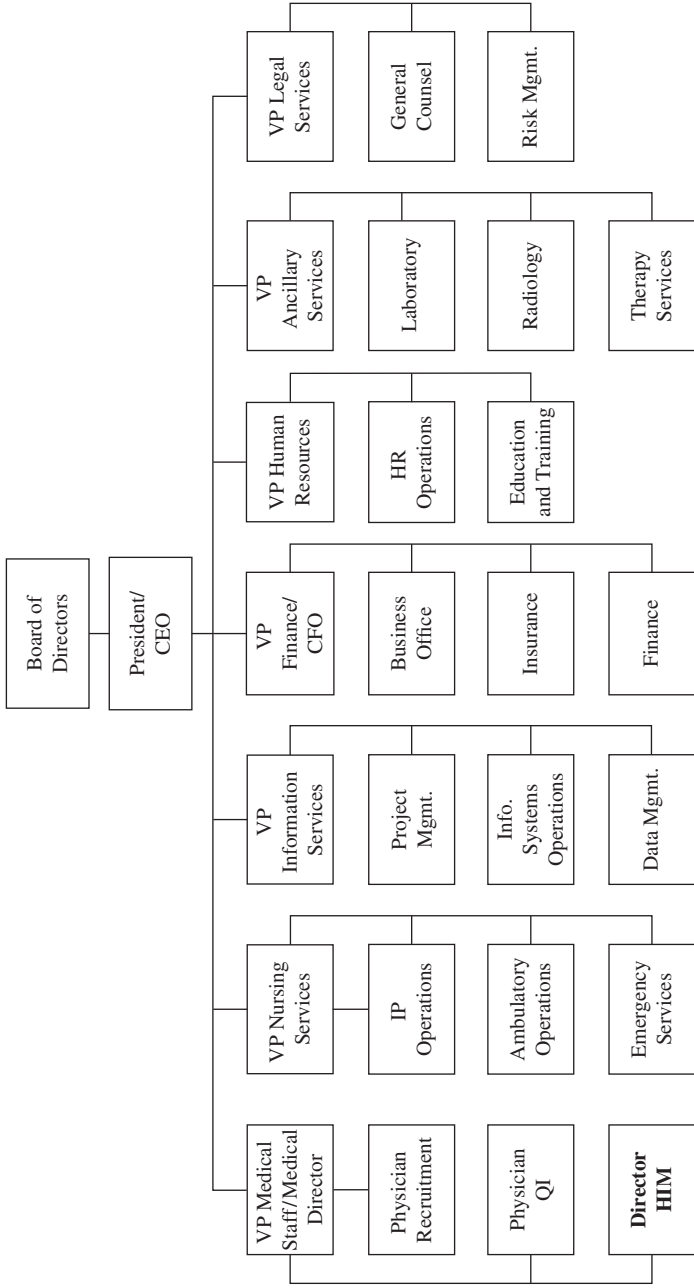 Board of
Directors
President/
CEO
VP Medical
Staff/Medical
Director
Physician
Recruitment
Physician
QI
Director
HIM
VP Nursing
Services
IP
Operations
Ambulatory
Operations
Emergency
Services
VP
Information
Services
Project
Mgmt.
Info.
Systems
Operations
Data Mgmt.
VP
Finance/
CFO
Business
Office
Insurance
Finance
VP Human
Resources
HR
Operations
Education
and Training
VP
Ancillary
Services
Laboratory
Radiology
Therapy
Services
VP Legal
Services
General
Counsel
Risk Mgmt.